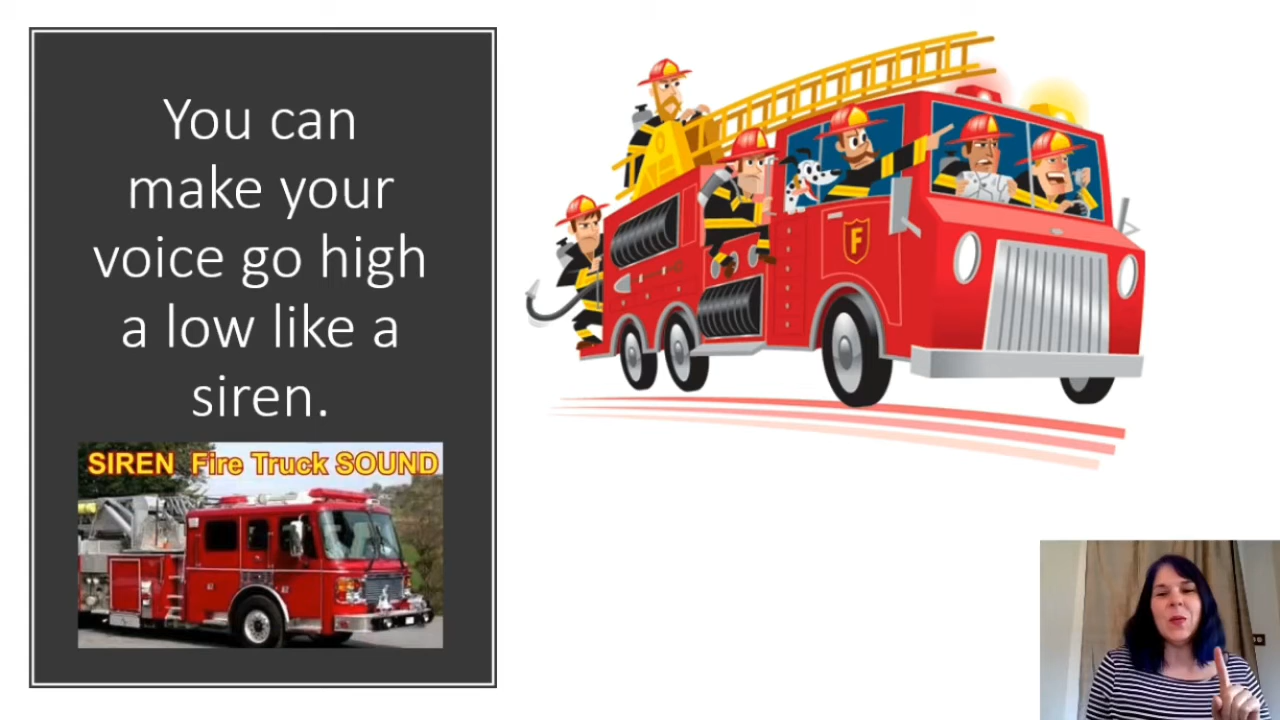 You can
make your
voice go high
a low like a
siren.
SIREN Fire Truck SOUND
F